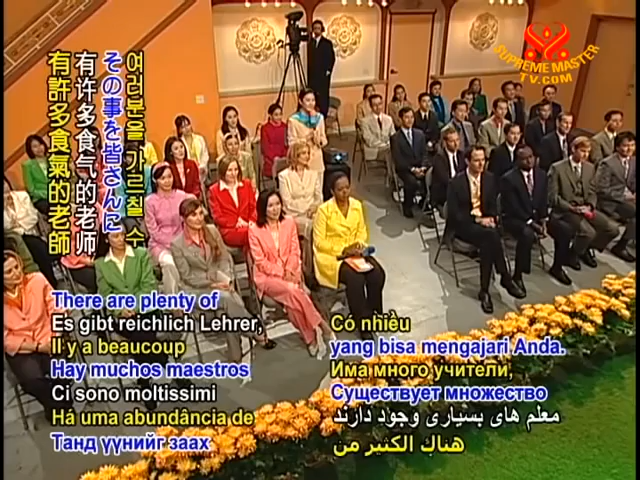 SUPREME MASTER
TV.COM
여러분을 가르칠 수
その事を皆さんに
有许多食气的老师
有許多食氣的老師
There are plenty of
Es gibt reichlich Lehrer,
Il y a beaucoup
Hay muchos maestros
Ci sono moltissimi
Há uma abundância de
Танд үүнийг заах
Có nhiều
yang bisa mengajari Anda.
Има много учители,
Существует множество
معلم های بسیاری وجود دارند
هناك الكثير من